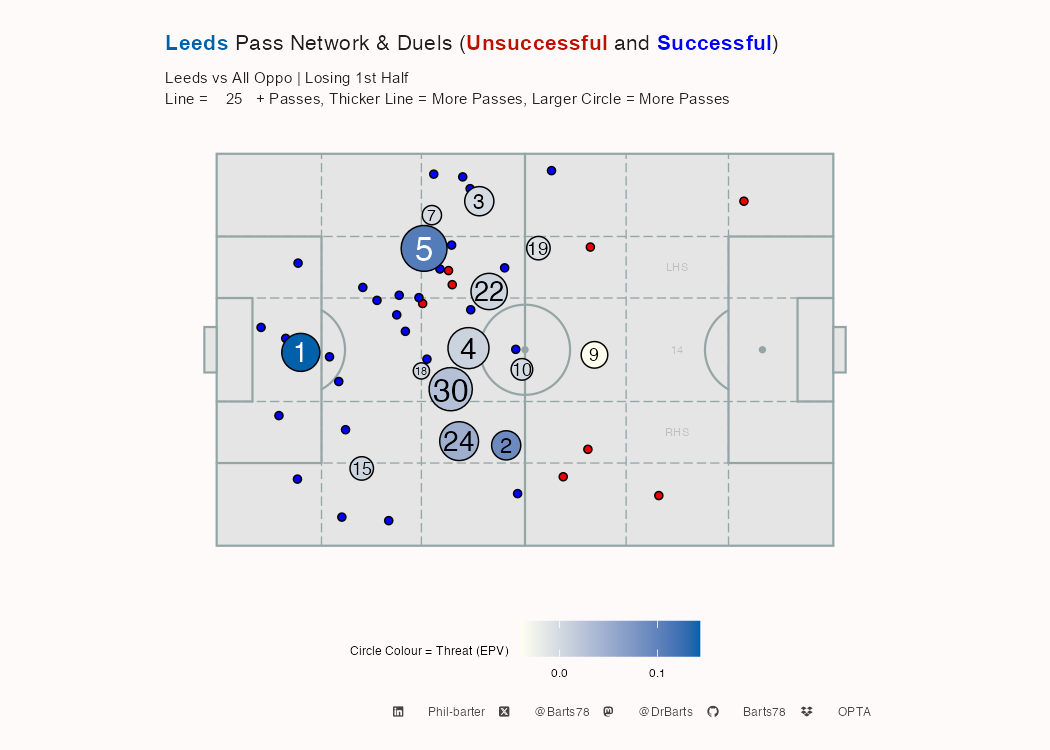 Leeds Pass Network & Duels (Unsuccessful and Successful)
Leeds vs All Oppo | Losing 1st Half
Line = 25 + Passes, Thicker Line = More Passes, Larger Circle = More Passes
3
7
5
19
LHS
22
4
14
1
9
10
18
30
RHS
24
2
15
Circle Colour = Threat (EPV)
0.0 0.1
Phil-barter @Barts78 @DrBarts Barts78 OPTA